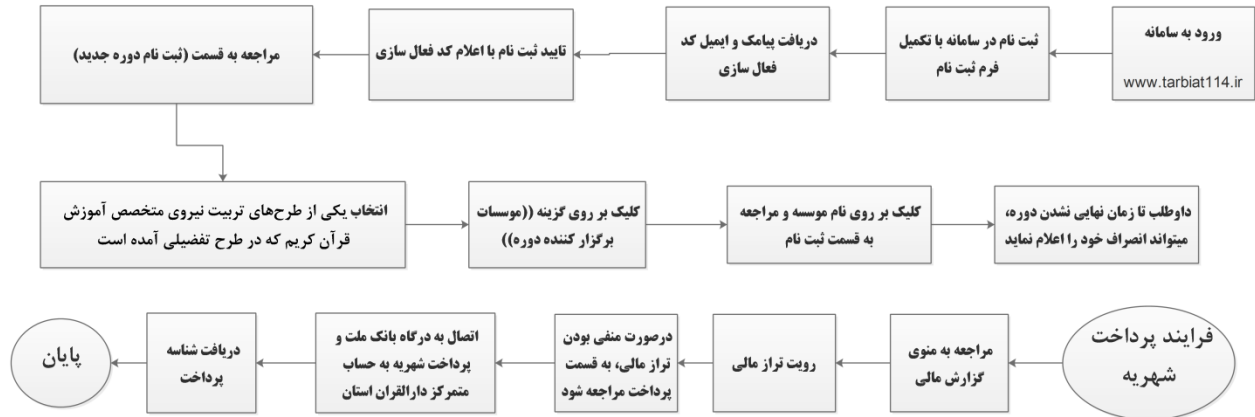 ورود به سامانه
www.tarbiat114.ir
ثبت نام در سامانه با تکمیل
فرم ثبت نام
دریافت پیامک و ایمیل کد
فعال سازی
تایید ثبت نام با اعلام کد فعال سازی
مراجعه به قسمت (ثبت نام دوره جدید)
انتخاب یکی از طرح‌های تربیت نیروی متخصص آموزش
قرآن کریم که در طرح تفضیلی آمده است
کلیک بر روی گزینه ((موسسات
برگزار کننده دوره))
کلیک بر روی نام موسسه و مراجعه
به قسمت ثبت نام
داوطلب تا زمان نهایی نشدن دوره،
میتواند انصراف خود را اعلام نماید
فرایند پرداخت
شهریه
مراجعه به منوی
گزارش مالی
رویت تراز مالی
درصورت منفی بودن
تراز مالی، به قسمت
پرداخت مراجعه شود
اتصال به درگاه بانک ملت و
پرداخت شهریه به حساب
متمرکز دارالقران استان
دریافت شناسه
پرداخت
پایان